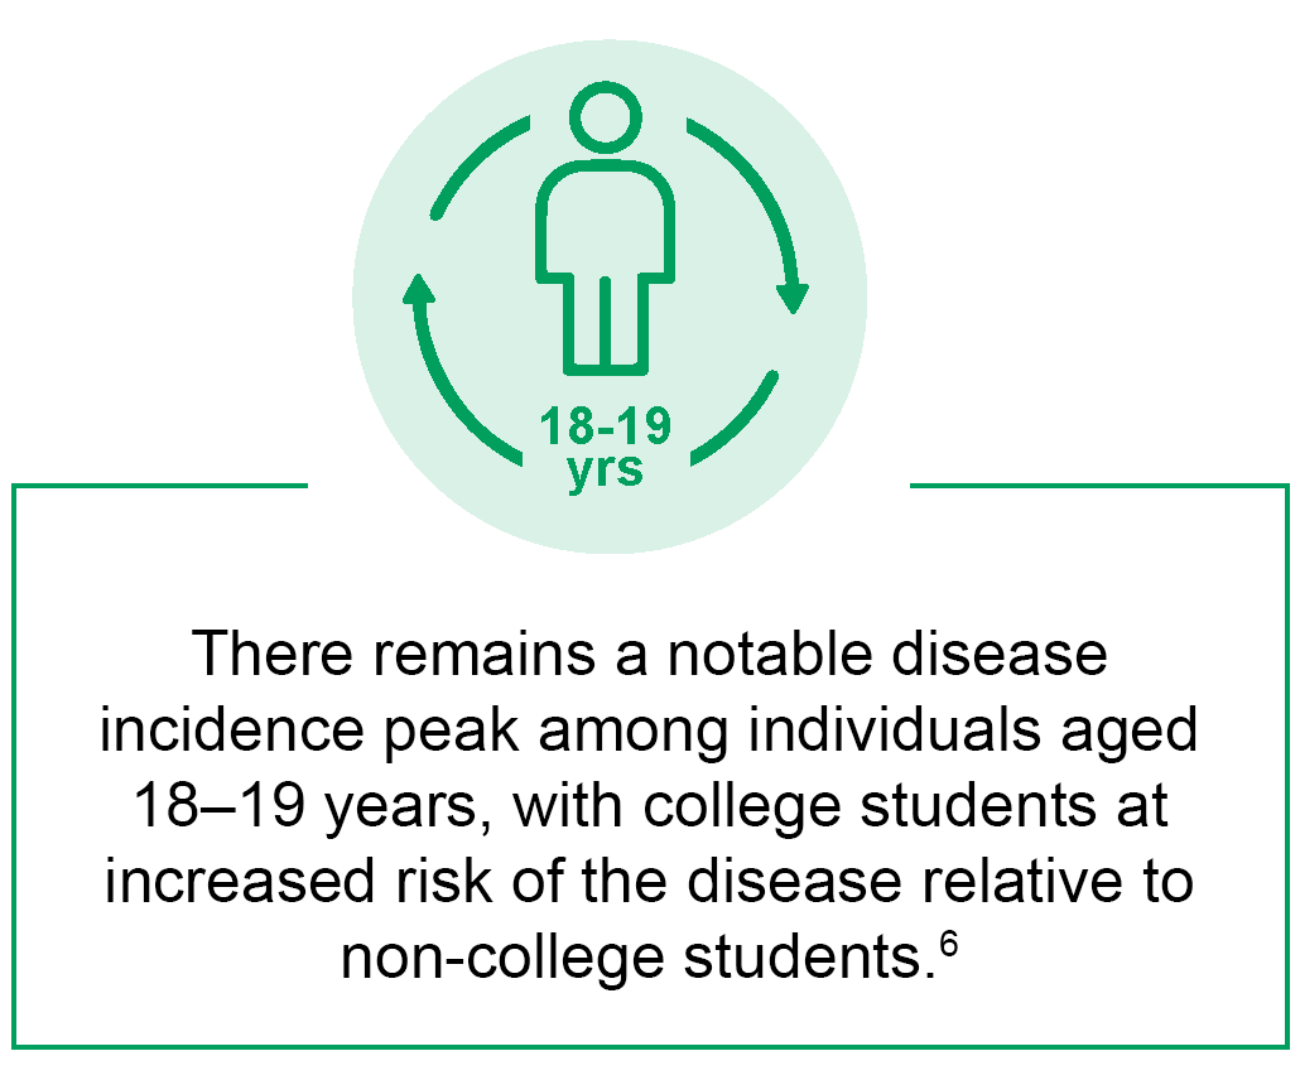 18-19
yrs
There remains a notable disease
incidence peak among individuals aged
18–19 years, with college students at
increased risk of the disease relative to
non-college students.⁶